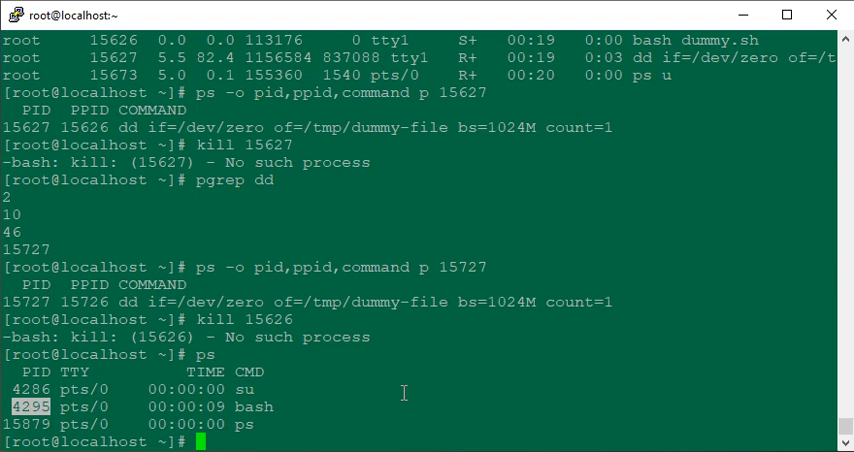 root@localhost:~
root     15626  0.0  0.0 113176     0 tty1     S+   00:19   0:00 bash dummy.sh
root     15627  5.5 82.4 1156584 837088 tty1   R+   00:19   0:03 dd if=/dev/zero of=/t
root     15673  5.0  0.1 155360  1540 pts/0    R+   00:20   0:00 ps u
[root@localhost ~]# ps -o pid,ppid,command p 15627
  PID  PPID COMMAND
15627 15626 dd if=/dev/zero of=/tmp/dummy-file bs=1024M count=1
[root@localhost ~]# kill 15627
-bash: kill: (15627) - No such process
[root@localhost ~]# pgrep dd
2
10
46
15727
[root@localhost ~]# ps -o pid,ppid,command p 15727
  PID  PPID COMMAND
15727 15726 dd if=/dev/zero of=/tmp/dummy-file bs=1024M count=1
[root@localhost ~]# kill 15626
-bash: kill: (15626) - No such process
[root@localhost ~]# ps
  PID TTY          TIME CMD
 4286 pts/0    00:00:00 su
 4295 pts/0    00:00:09 bash
15879 pts/0    00:00:00 ps
[root@localhost ~]#